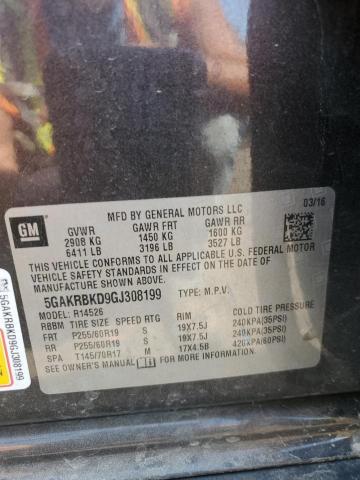 GM
MFD BY GENERAL MOTORS LLC
03/16
GVWR GAWR FRT GAWR RR
2908 KG 1450 KG 1600 KG
6411 LB 3196 LB 3527 LB
THIS VEHICLE CONFORMS TO ALL APPLICABLE U.S. FEDERAL MOTOR
VEHICLE SAFETY STANDARDS IN EFFECT ON THE DATE OF
MANUFACTURE SHOWN ABOVE.
5GAKRBKD9GJ308199 TYPE: M.P.V.
MODEL: R14526
RBBM TIRE SIZE SPEED RTG RIM COLD TIRE PRESSURE
FRT P255/60R19 S 19X7.5J 240KPA(35PSI)
RR P255/60R19 S 19X7.5J 240KPA(35PSI)
SPA T145/70R17 M 17X4.5B 420KPA(60PSI)
SEE OWNER'S MANUAL FOR ADDITIONAL INFORMATION.
5GAKRBKD9GJ308199